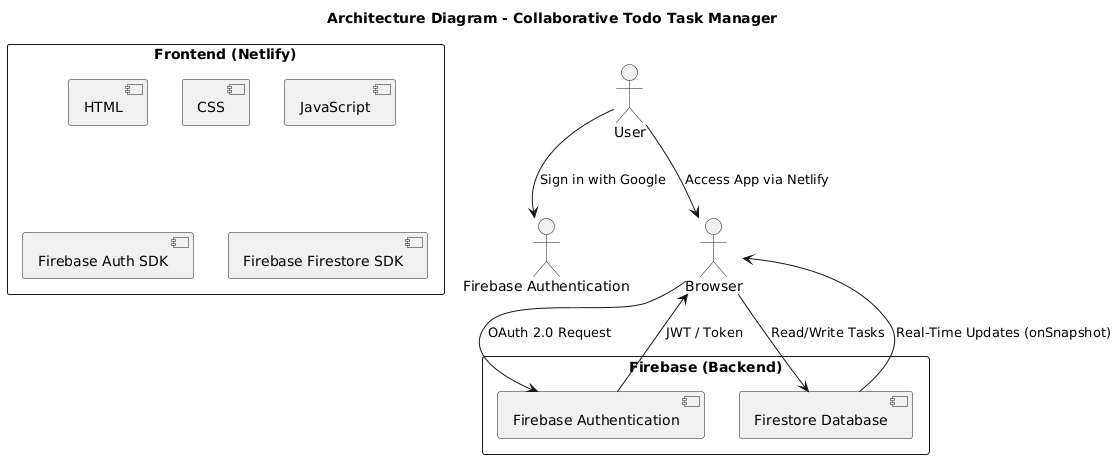 Architecture Diagram - Collaborative Todo Task Manager
Frontend (Netlify)
HTML
CSS
JavaScript
Firebase Auth SDK
Firebase Firestore SDK
User
Sign in with Google
Access App via Netlify
Firebase Authentication
Browser
OAuth 2.0 Request
JWT / Token
Read/Write Tasks
Real-Time Updates (onSnapshot)
Firebase (Backend)
Firebase Authentication
Firestore Database